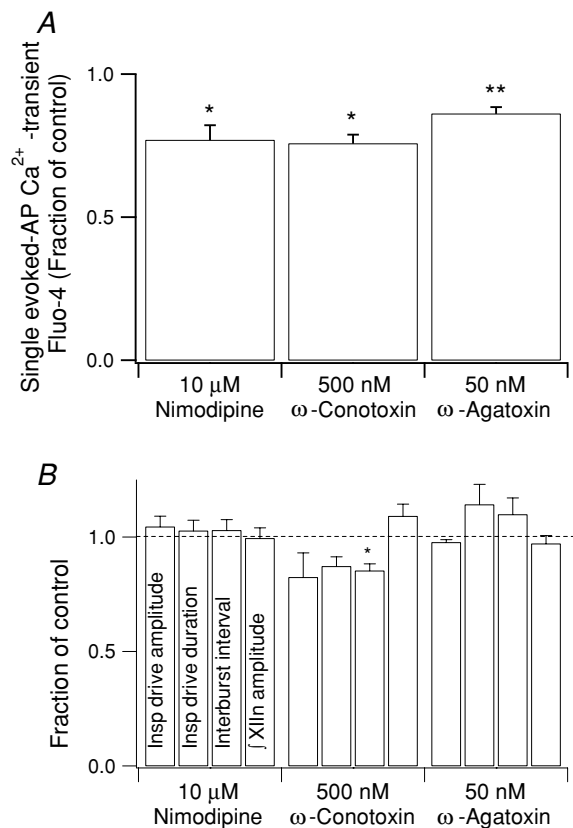 A
Single evoked-AP Ca2+ -transient
Fluo-4 (Fraction of control)
1.0
0.5
0.0
*
*
**
10 µM
Nimodipine
500 nM
ω-Conotoxin
50 nM
ω-Agatoxin
B
Fraction of control
1.0
0.5
0.0
Insp drive amplitude
Insp drive duration
Interburst interval
∫ XIIn amplitude
*
10 µM
Nimodipine
500 nM
ω-Conotoxin
50 nM
ω-Agatoxin